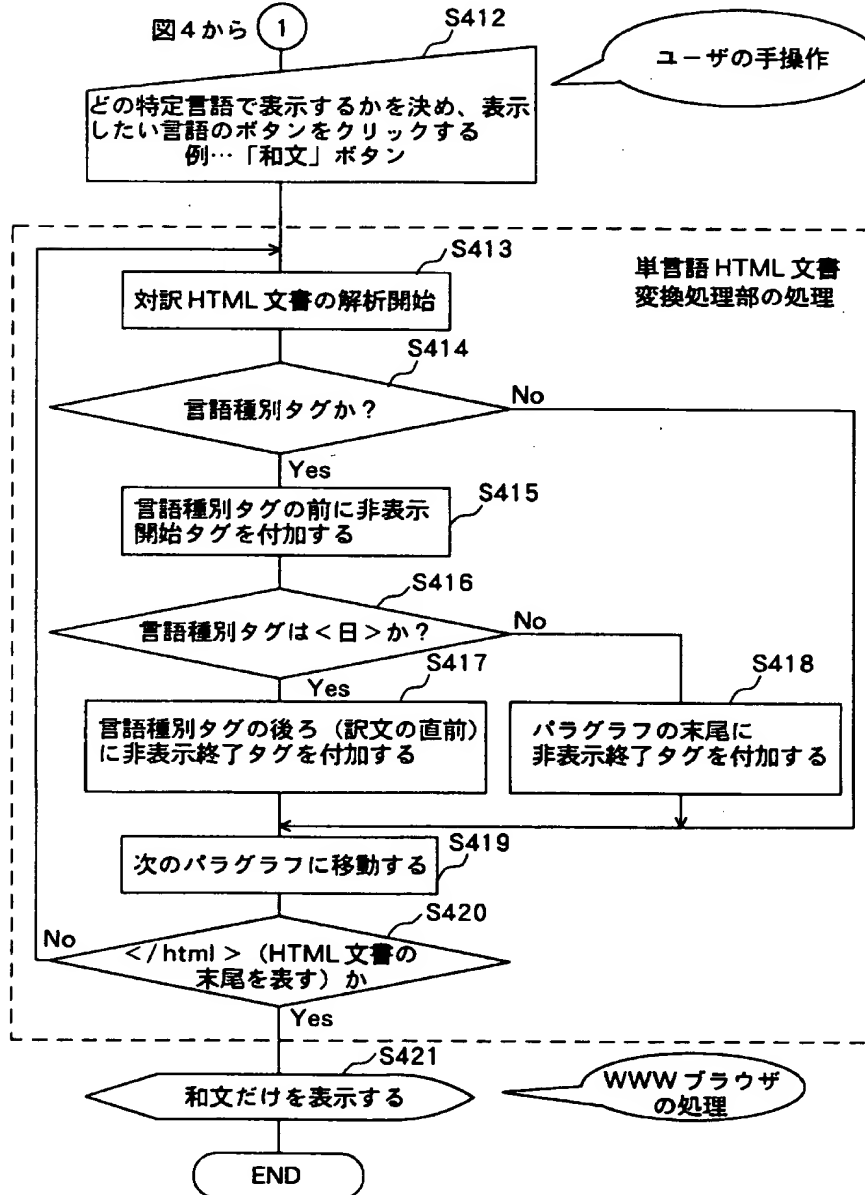 図4から 1
S412
ユーザの手操作
どの特定言語で表示するかを決め、表示
したい言語のボタンをクリックする
例…「和文」ボタン
S413
単言語HTML文書
変換処理部の処理
対訳HTML文書の解析開始
S414
言語種別タグか？
No
Yes
S415
言語種別タグの前に非表示
開始タグを付加する
S416
言語種別タグは<日>か？
No
Yes
S417
S418
言語種別タグの後ろ（訳文の直前）
に非表示終了タグを付加する
パラグラフの末尾に
非表示終了タグを付加する
S419
次のパラグラフに移動する
S420
No
</html>（HTML文書の
末尾を表す）か
Yes
S421
和文だけを表示する
WWWブラウザ
の処理
END